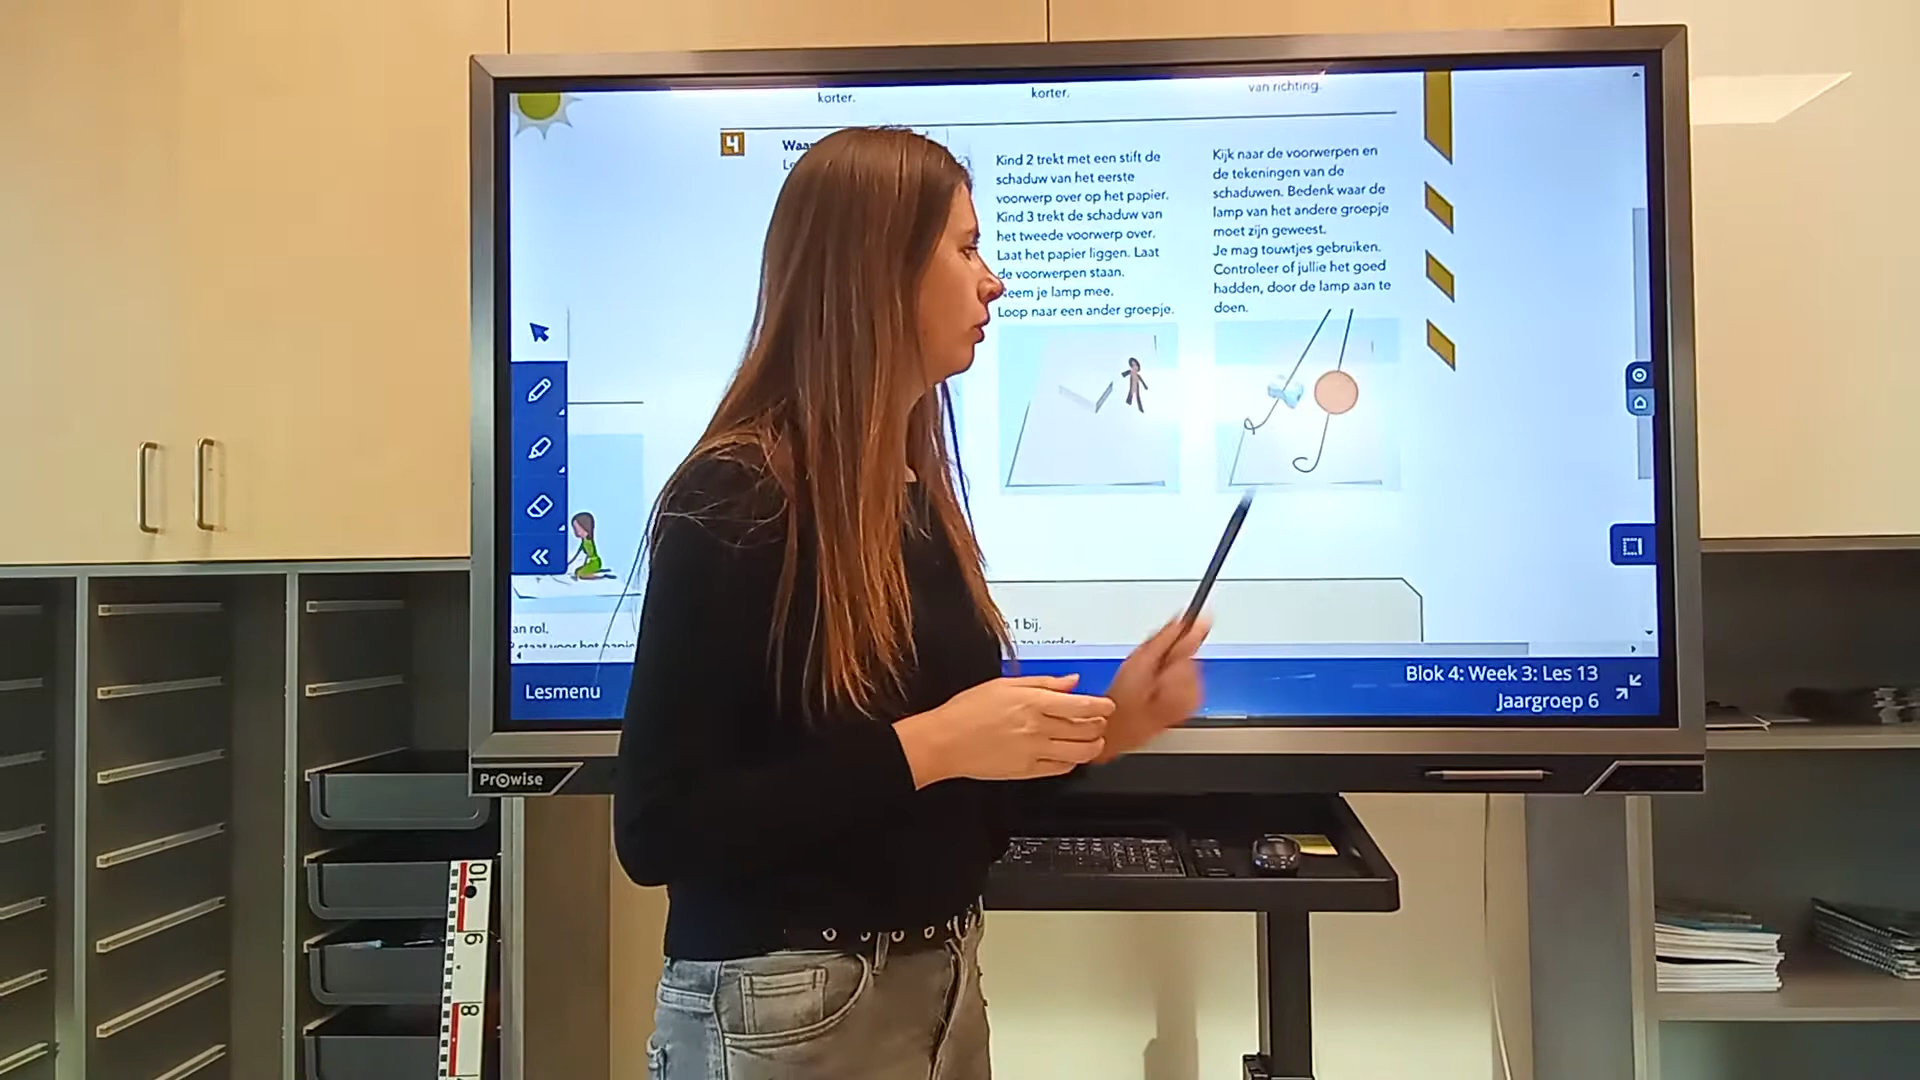 korter.
korter.
van richting.
4
Kind 2 trekt met een stift de
schaduw van het eerste
voorwerp over op het papier.
Kind 3 trekt de schaduw van
het tweede voorwerp over.
Laat het papier liggen. Laat
de voorwerpen staan.
Neem je lamp mee.
Loop naar een ander groepje.
Kijk naar de voorwerpen en
de tekeningen van de
schaduwen. Bedenk waar de
lamp van het andere groepje
moet zijn geweest.
Je mag touwtjes gebruiken.
Controleer of jullie het goed
hadden, door de lamp aan te
doen.
an rol.
1 bij.
Lesmenu
Blok 4: Week 3: Les 13
Jaargroep 6
Prowise
10
9
8